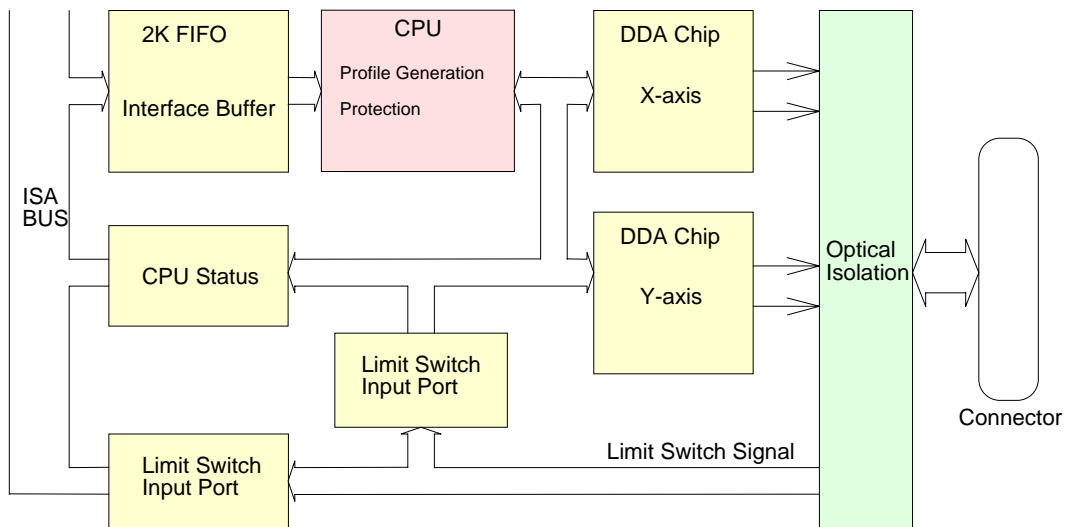 2K FIFO
Interface Buffer
CPU
Profile Generation
Protection
DDA Chip
X-axis
ISA
BUS
CPU Status
DDA Chip
Y-axis
Optical
Isolation
Limit Switch
Input Port
Connector
Limit Switch Signal
Limit Switch
Input Port